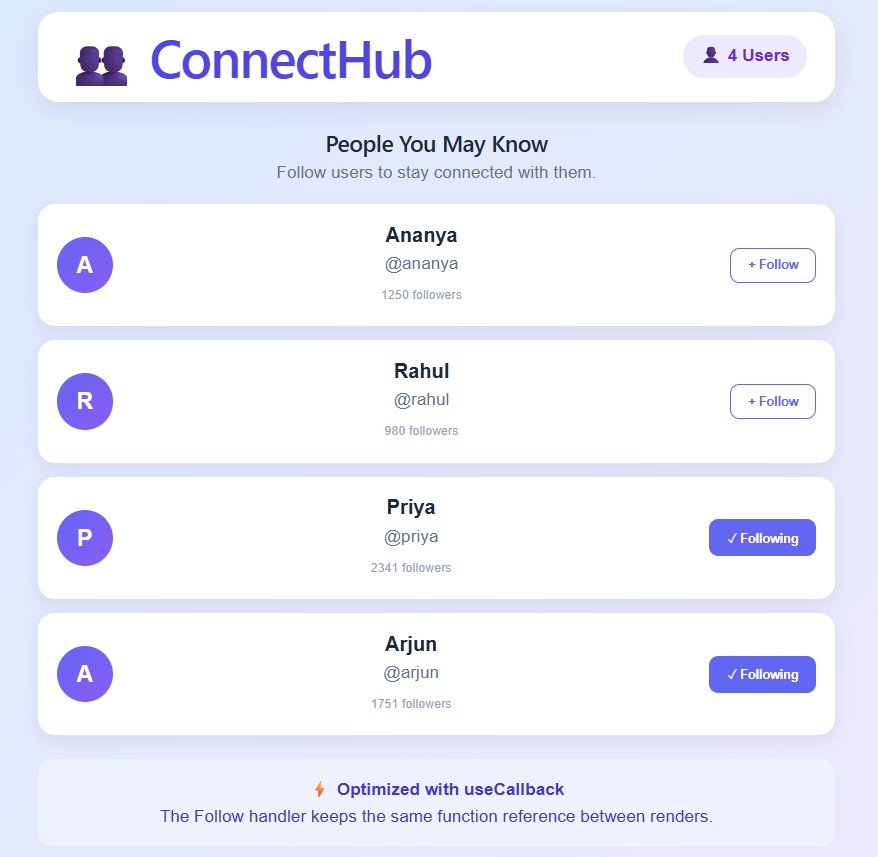 ConnectHub
4 Users
People You May Know
Follow users to stay connected with them.
A
Ananya
@ananya
1250 followers
+ Follow
R
Rahul
@rahul
980 followers
+ Follow
P
Priya
@priya
2341 followers
✓ Following
A
Arjun
@arjun
1751 followers
✓ Following
⚡ Optimized with useCallback
The Follow handler keeps the same function reference between renders.